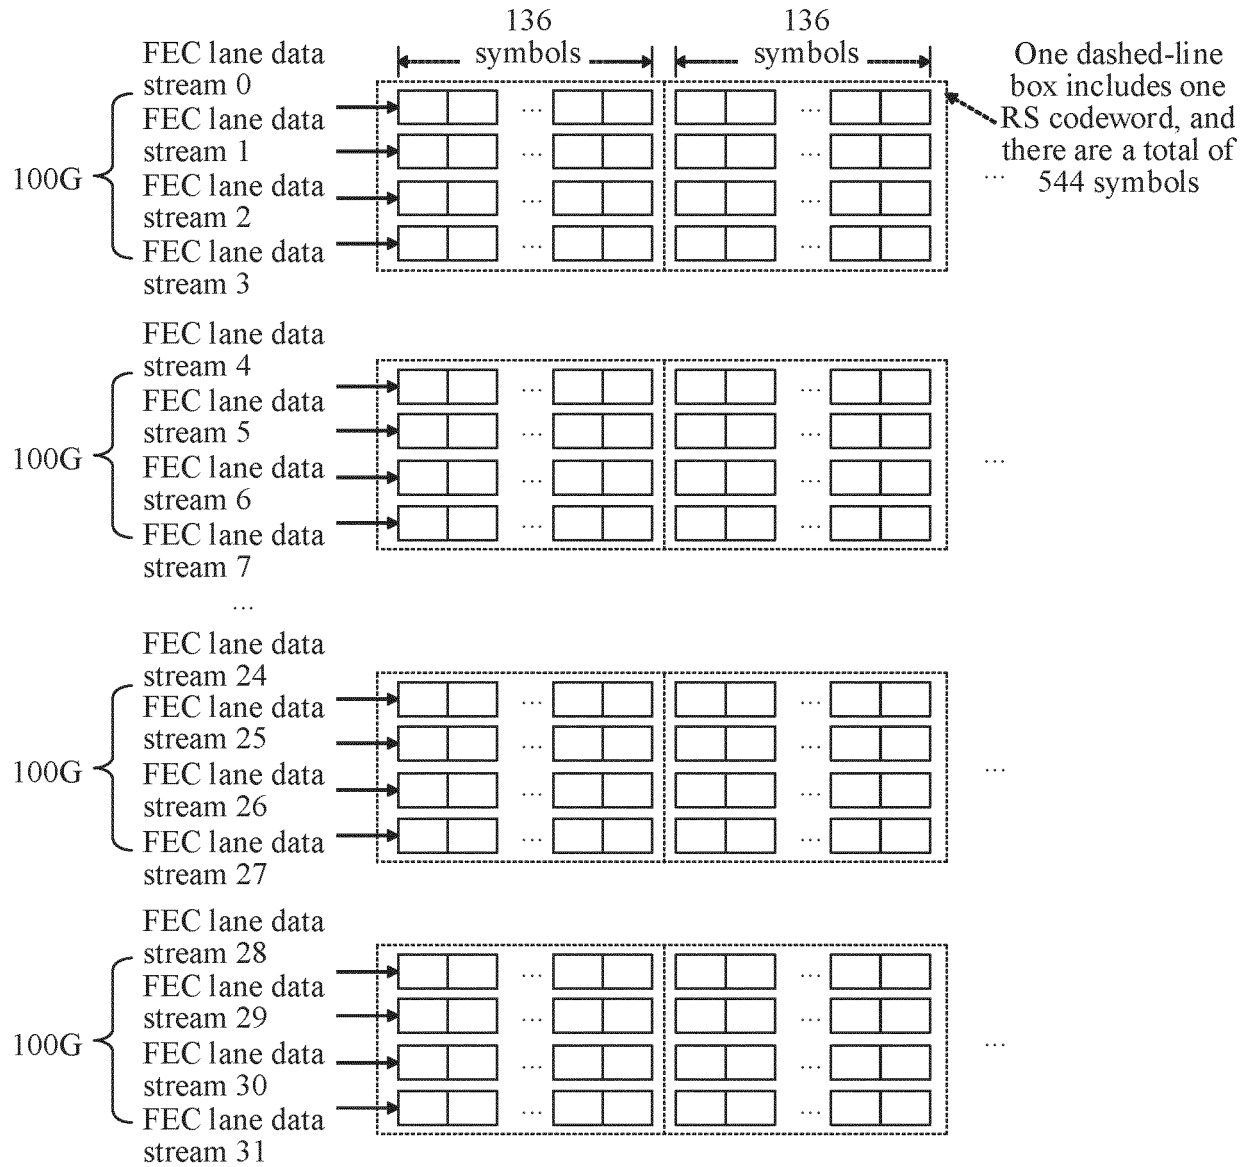 136
symbols
136
symbols
One dashed-line
box includes one
RS codeword, and
there are a total of
544 symbols
FEC lane data
stream 0
FEC lane data
stream 1
FEC lane data
stream 2
FEC lane data
stream 3
100G
...
...
...
...
...
...
...
...
...
FEC lane data
stream 4
FEC lane data
stream 5
FEC lane data
stream 6
FEC lane data
stream 7
100G
...
...
...
...
...
...
...
...
...
...
FEC lane data
stream 24
FEC lane data
stream 25
FEC lane data
stream 26
FEC lane data
stream 27
100G
...
...
...
...
...
...
...
...
...
FEC lane data
stream 28
FEC lane data
stream 29
FEC lane data
stream 30
FEC lane data
stream 31
100G
...
...
...
...
...
...
...
...
...